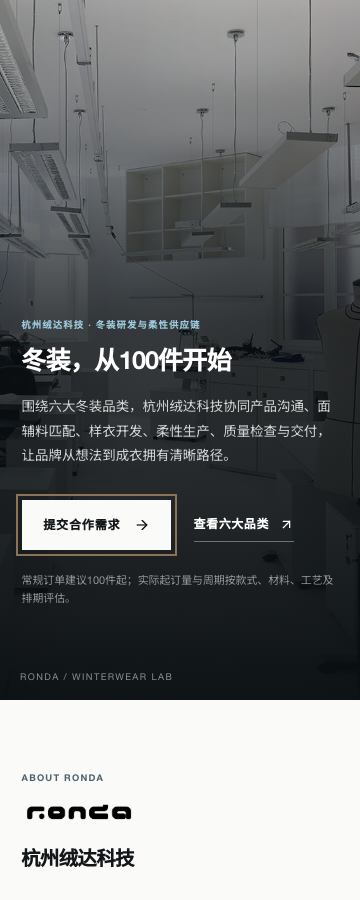 杭州绒达科技 · 冬装研发与柔性供应链
冬装，从100件开始
围绕六大冬装品类，杭州绒达科技协同产品沟通、面
辅料匹配、样衣开发、柔性生产、质量检查与交付，
让品牌从想法到成衣拥有清晰路径。
提交合作需求 →
查看六大品类 ↗
常规订单建议100件起；实际起订量与周期按款式、材料、工艺及
排期评估。
RONDA / WINTERWEAR LAB
ABOUT RONDA
ronda
杭州绒达科技